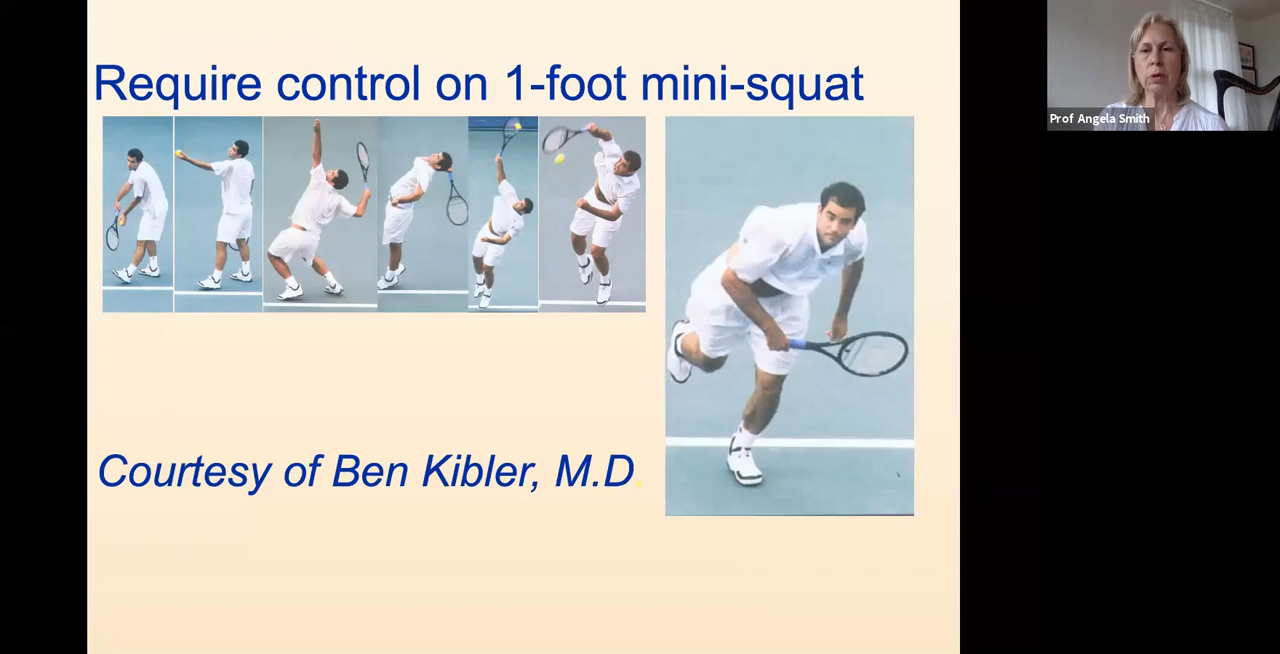 Require control on 1-foot mini-squat
Courtesy of Ben Kibler, M.D.
Prof Angela Smith